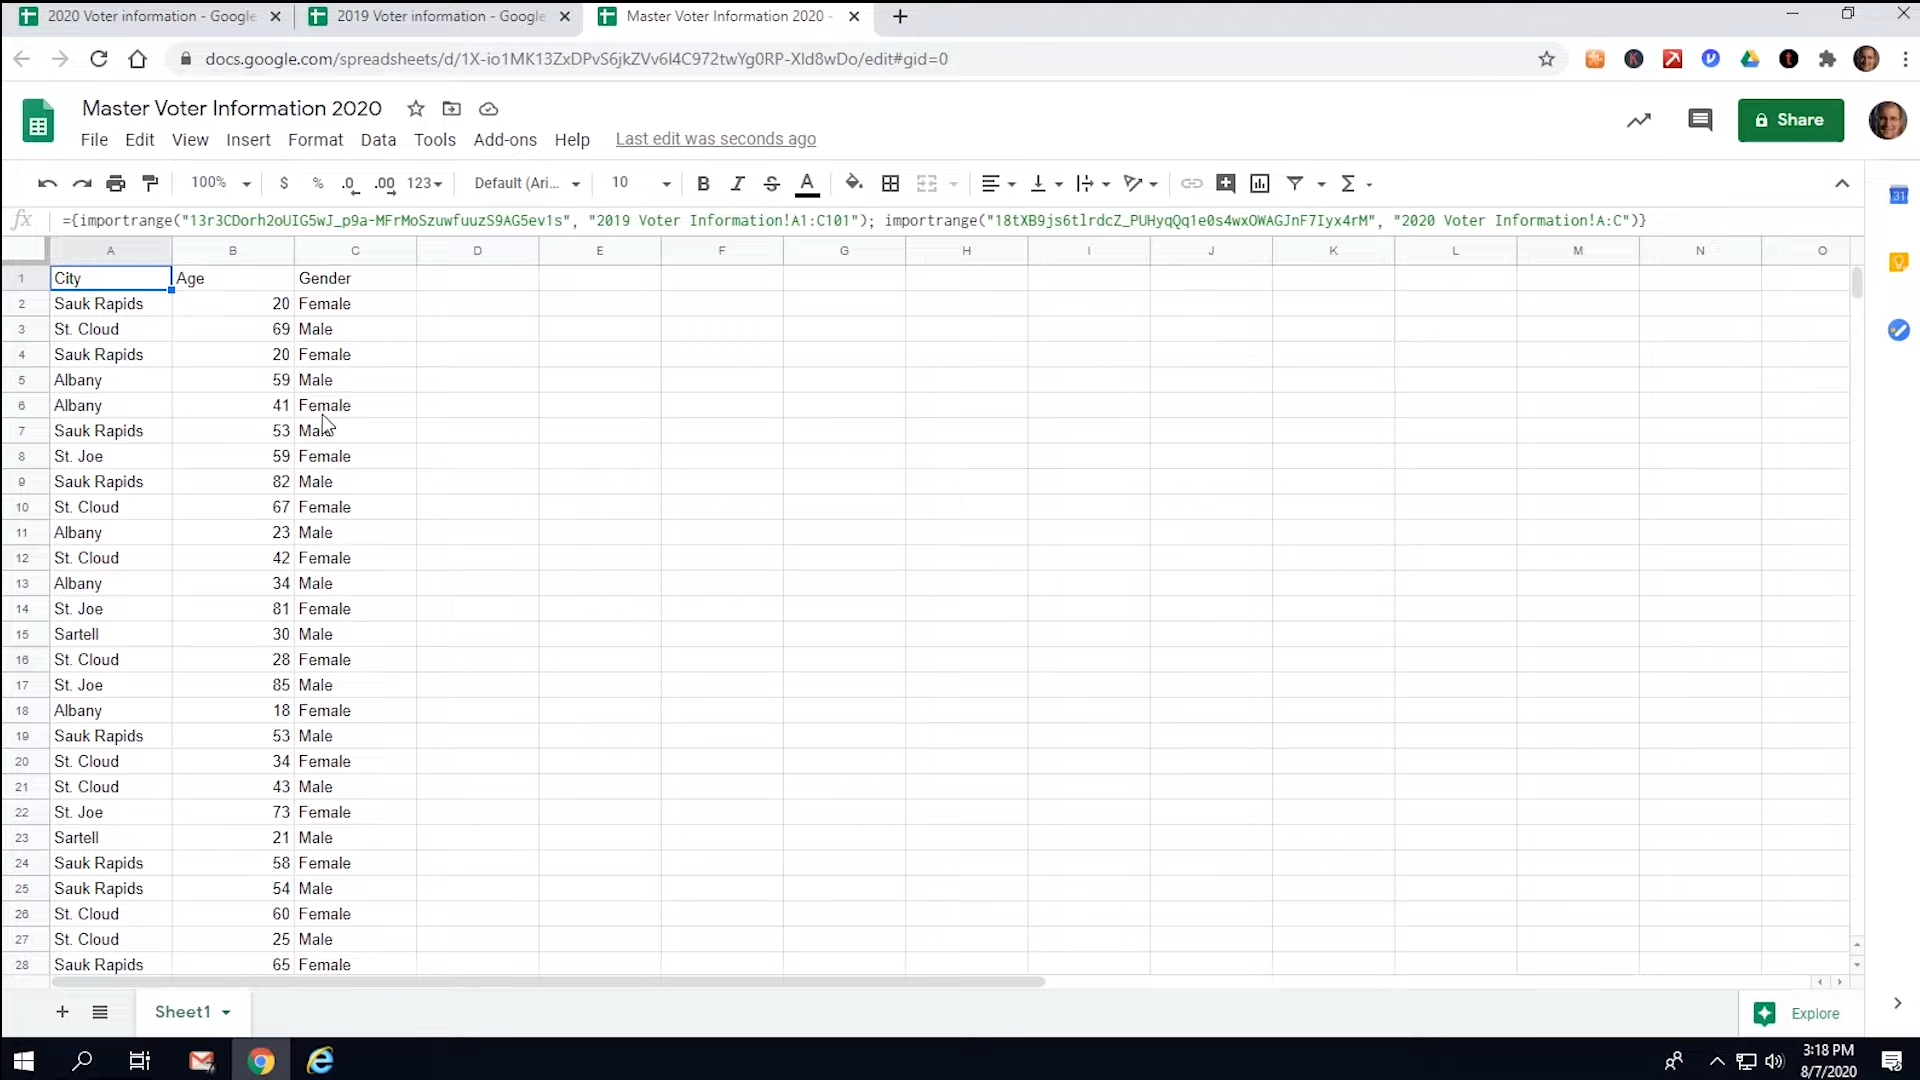 2020 Voter information - Google
2019 Voter information - Google
Master Voter Information 2020 -
docs.google.com/spreadsheets/d/1X-io1MK13ZxDPvS6jkZVv6I4C972twYg0RP-Xld8wDo/edit#gid=0
Master Voter Information 2020
File Edit View Insert Format Data Tools Add-ons Help Last edit was seconds ago
Share
100% $ % .0 .00 123 Default (Ari... 10 B I S A Σ
fx ={importrange("13r3CDorh2oUIG5wJ_p9a-MFrMoSzuwfuuzS9AG5ev1s", "2019 Voter Information!A1:C101"); importrange("18tXB9js6tlrdcZ_PUHyqQq1e0s4wxOWAGJnF7Iyx4rM", "2020 Voter Information!A:C")}
A B C D E F G H I J K L M N O
1 City Age Gender
2 Sauk Rapids 20 Female
3 St. Cloud 69 Male
4 Sauk Rapids 20 Female
5 Albany 59 Male
6 Albany 41 Female
7 Sauk Rapids 53 Male
8 St. Joe 59 Female
9 Sauk Rapids 82 Male
10 St. Cloud 67 Female
11 Albany 23 Male
12 St. Cloud 42 Female
13 Albany 34 Male
14 St. Joe 81 Female
15 Sartell 30 Male
16 St. Cloud 28 Female
17 St. Joe 85 Male
18 Albany 18 Female
19 Sauk Rapids 53 Male
20 St. Cloud 34 Female
21 St. Cloud 43 Male
22 St. Joe 73 Female
23 Sartell 21 Male
24 Sauk Rapids 58 Female
25 Sauk Rapids 54 Male
26 St. Cloud 60 Female
27 St. Cloud 25 Male
28 Sauk Rapids 65 Female
Sheet1
Explore
31
3:18 PM
8/7/2020